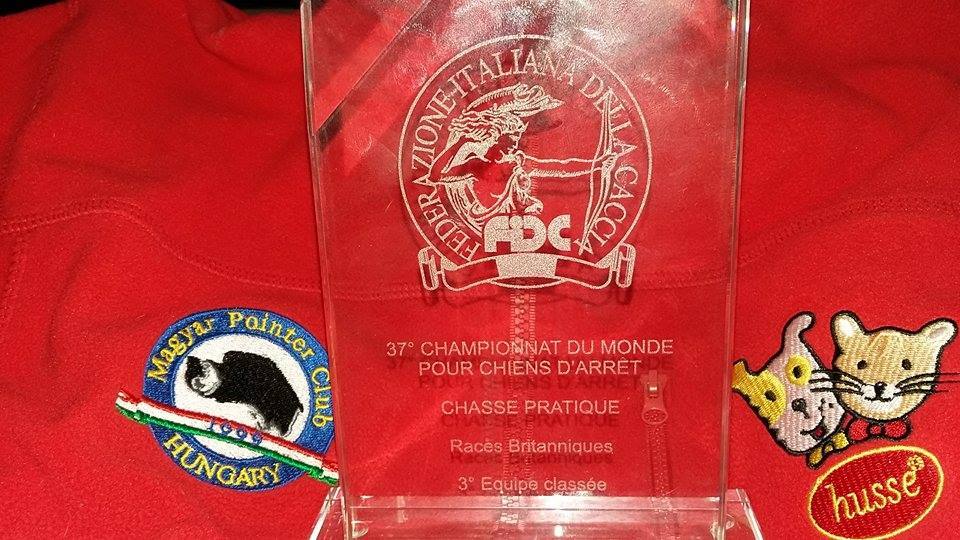 FEDERAZIONE ITALIANA DELLA CACCIA
FIDC
37° CHAMPIONNAT DU MONDE
POUR CHIENS D'ARRÊT
CHASSE PRATIQUE
Races Britanniques
3° Equipe classée
Magyar Pointer Club
1999
HUNGARY
husse